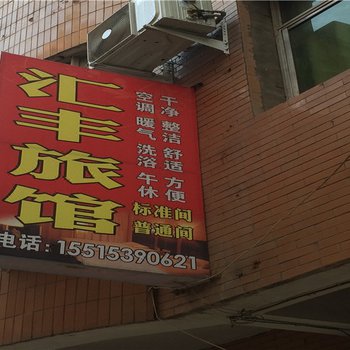 汇丰旅馆
干净 整洁 舒适 方便
空调 暖气 洗浴 午休
标准间
普通间
电话:15515390621